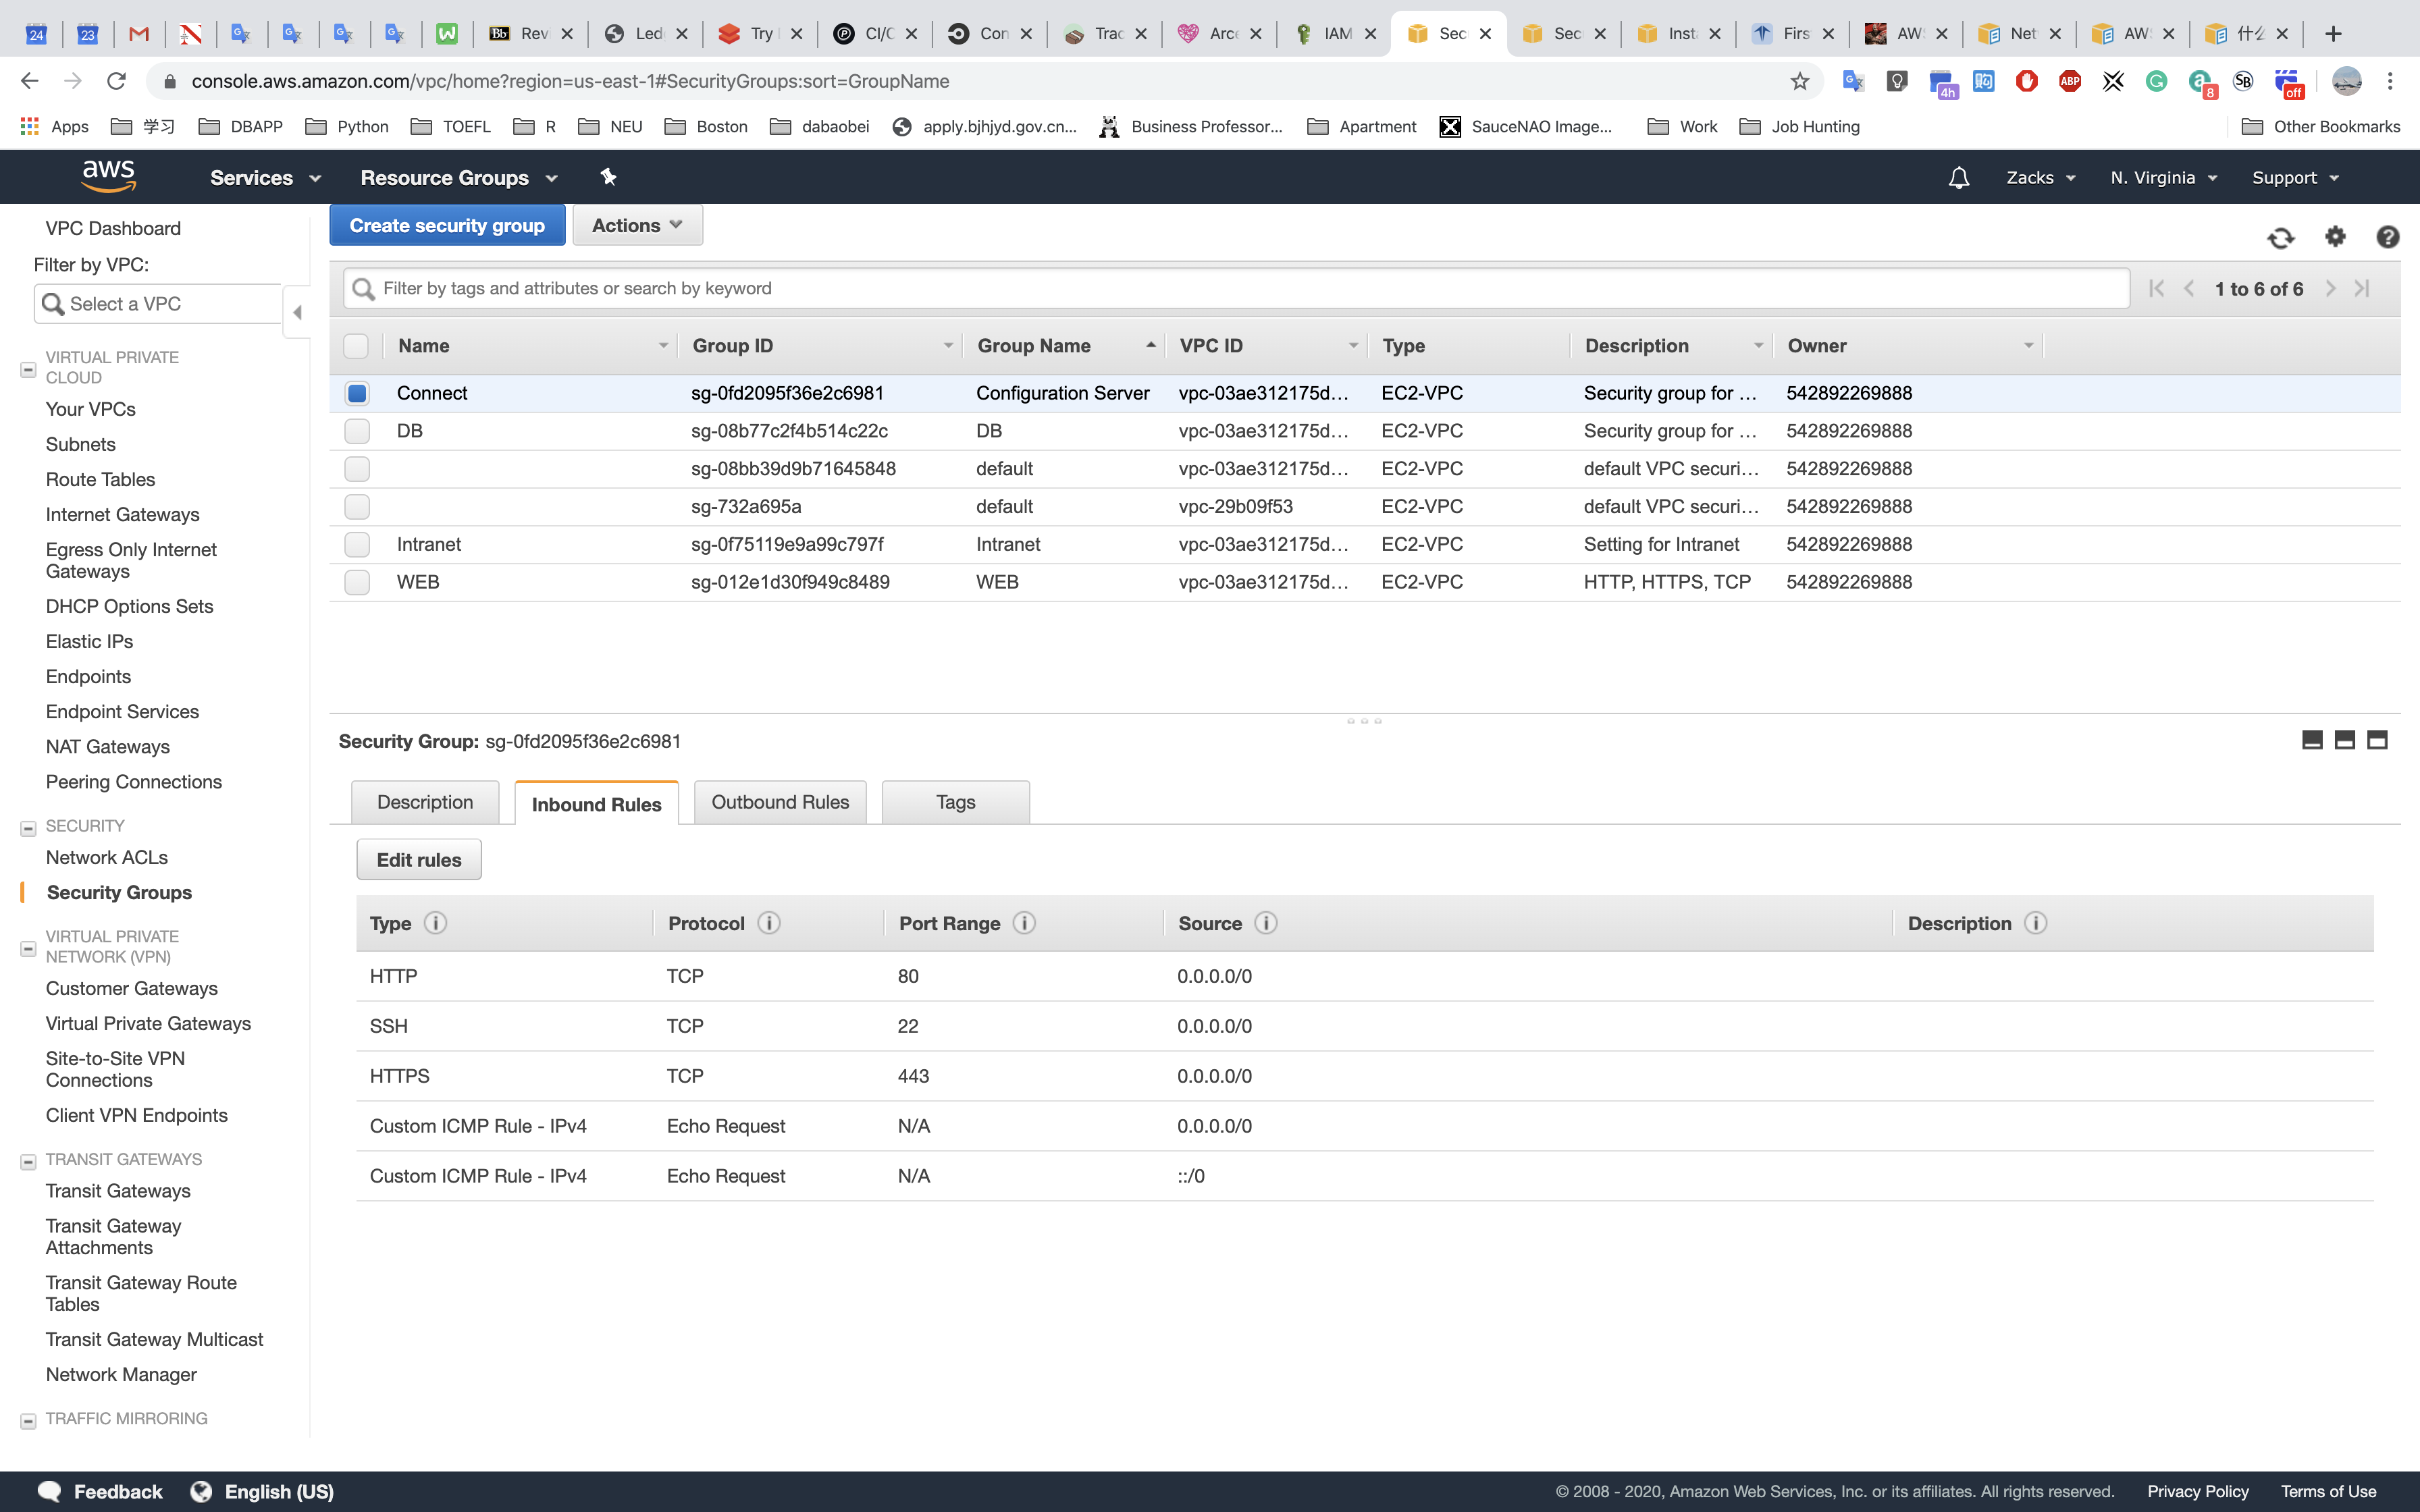 24
23
Rev
Led
Try
CI/C
Con
Trac
Arce
IAM
Sec
Sec
Inst
Firs
AW
Net
AW
什么
console.aws.amazon.com/vpc/home?region=us-east-1#SecurityGroups:sort=GroupName
4h
ABP
8
SB
off
Apps
学习
DBAPP
Python
TOEFL
R
NEU
Boston
dabaobei
apply.bjhjyd.gov.cn...
Business Professor...
Apartment
SauceNAO Image...
Work
Job Hunting
Other Bookmarks
aws
Services
Resource Groups
Zacks
N. Virginia
Support
VPC Dashboard
Filter by VPC:
Select a VPC
VIRTUAL PRIVATE
CLOUD
Your VPCs
Subnets
Route Tables
Internet Gateways
Egress Only Internet
Gateways
DHCP Options Sets
Elastic IPs
Endpoints
Endpoint Services
NAT Gateways
Peering Connections
SECURITY
Network ACLs
Security Groups
VIRTUAL PRIVATE
NETWORK (VPN)
Customer Gateways
Virtual Private Gateways
Site-to-Site VPN
Connections
Client VPN Endpoints
TRANSIT GATEWAYS
Transit Gateways
Transit Gateway
Attachments
Transit Gateway Route
Tables
Transit Gateway Multicast
Network Manager
TRAFFIC MIRRORING
Create security group
Actions
Filter by tags and attributes or search by keyword
1 to 6 of 6
Name Group ID Group Name VPC ID Type Description Owner
Connect sg-0fd2095f36e2c6981 Configuration Server vpc-03ae312175d... EC2-VPC Security group for ... 542892269888
DB sg-08b77c2f4b514c22c DB vpc-03ae312175d... EC2-VPC Security group for ... 542892269888
sg-08bb39d9b71645848 default vpc-03ae312175d... EC2-VPC default VPC securi... 542892269888
sg-732a695a default vpc-29b09f53 EC2-VPC default VPC securi... 542892269888
Intranet sg-0f75119e9a99c797f Intranet vpc-03ae312175d... EC2-VPC Setting for Intranet 542892269888
WEB sg-012e1d30f949c8489 WEB vpc-03ae312175d... EC2-VPC HTTP, HTTPS, TCP 542892269888
Security Group: sg-0fd2095f36e2c6981
Description
Inbound Rules
Outbound Rules
Tags
Edit rules
Type Protocol Port Range Source Description
HTTP TCP 80 0.0.0.0/0
SSH TCP 22 0.0.0.0/0
HTTPS TCP 443 0.0.0.0/0
Custom ICMP Rule - IPv4 Echo Request N/A 0.0.0.0/0
Custom ICMP Rule - IPv4 Echo Request N/A ::/0
Feedback
English (US)
© 2008 - 2020, Amazon Web Services, Inc. or its affiliates. All rights reserved.
Privacy Policy
Terms of Use